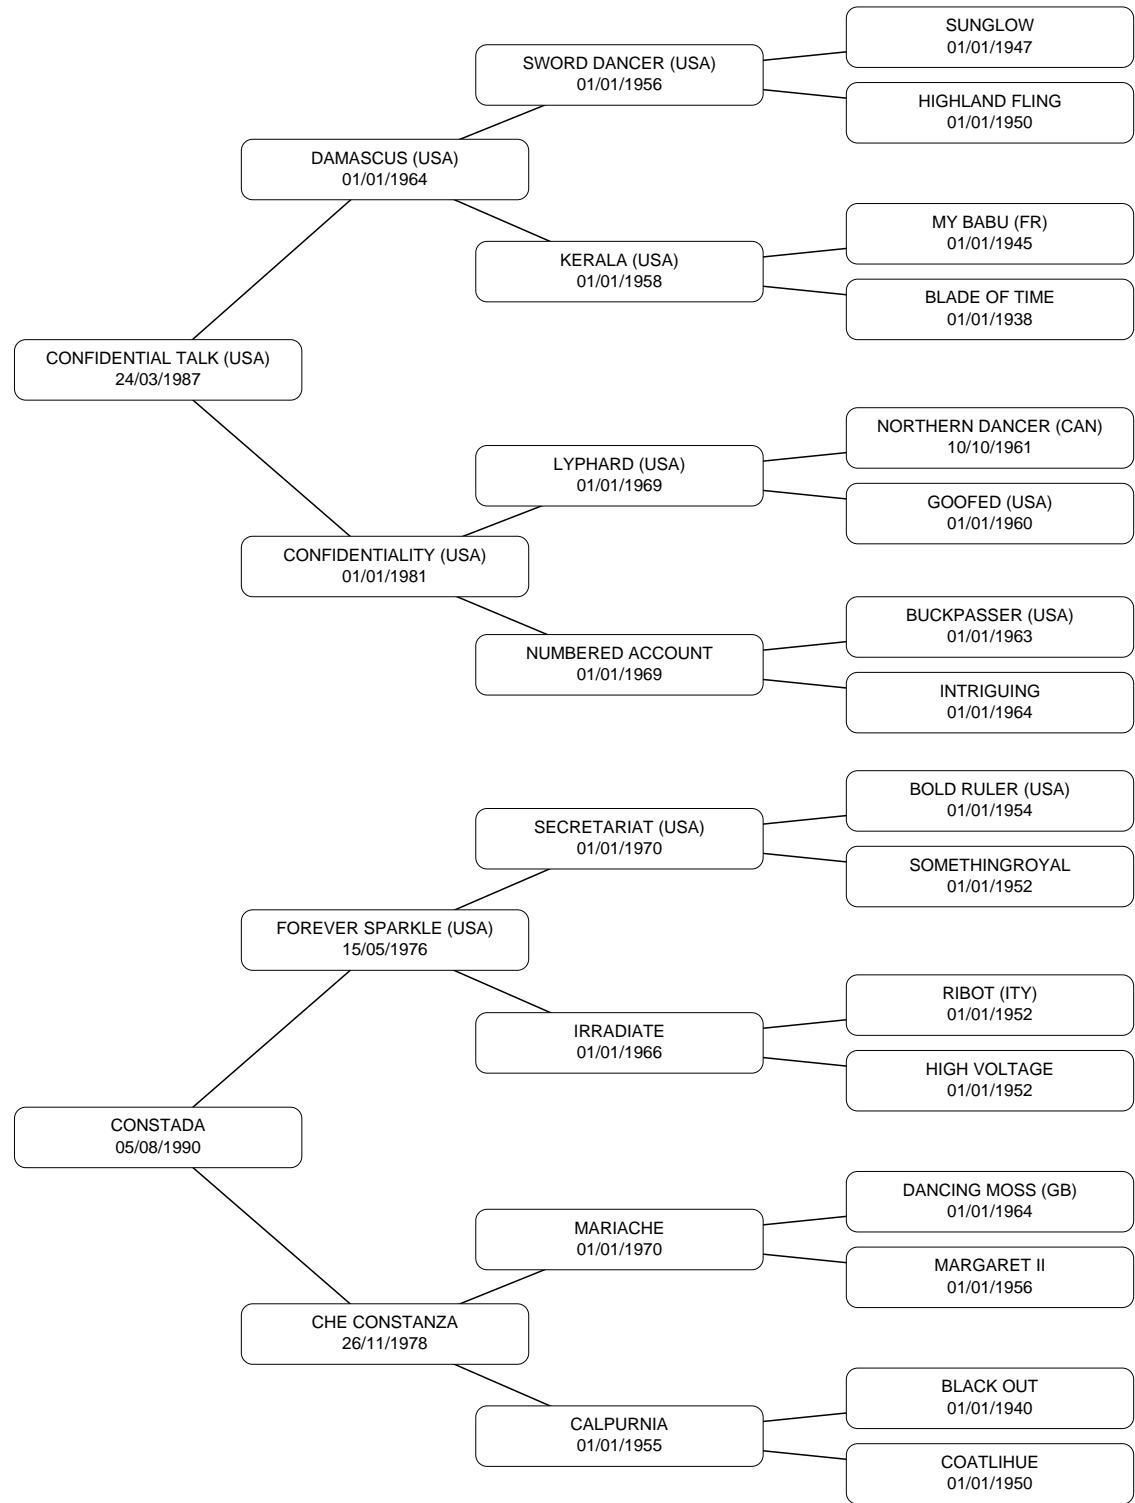 SUNGLOW
01/01/1947
SWORD DANCER (USA)
01/01/1956
HIGHLAND FLING
01/01/1950
DAMASCUS (USA)
01/01/1964
MY BABU (FR)
01/01/1945
KERALA (USA)
01/01/1958
BLADE OF TIME
01/01/1938
CONFIDENTIAL TALK (USA)
24/03/1987
NORTHERN DANCER (CAN)
10/10/1961
LYPHARD (USA)
01/01/1969
GOOFED (USA)
01/01/1960
CONFIDENTIALITY (USA)
01/01/1981
BUCKPASSER (USA)
01/01/1963
NUMBERED ACCOUNT
01/01/1969
INTRIGUING
01/01/1964
BOLD RULER (USA)
01/01/1954
SECRETARIAT (USA)
01/01/1970
SOMETHINGROYAL
01/01/1952
FOREVER SPARKLE (USA)
15/05/1976
RIBOT (ITY)
01/01/1952
IRRADIATE
01/01/1966
HIGH VOLTAGE
01/01/1952
CONSTADA
05/08/1990
DANCING MOSS (GB)
01/01/1964
MARIACHE
01/01/1970
MARGARET II
01/01/1956
CHE CONSTANZA
26/11/1978
BLACK OUT
01/01/1940
CALPURNIA
01/01/1955
COATLIHUE
01/01/1950